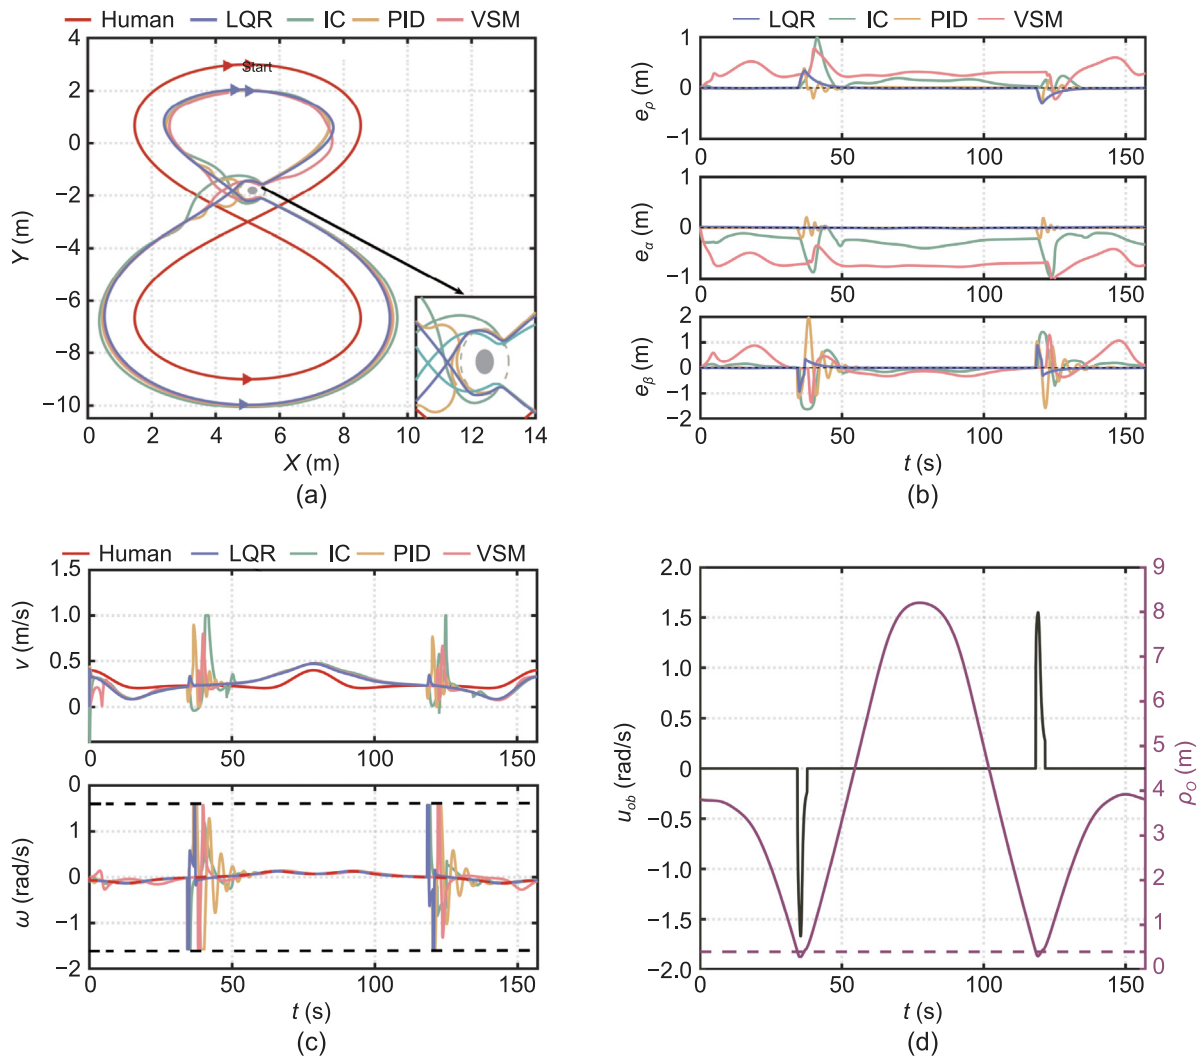 Human LQR IC PID VSM
4
2
0
−2
−4
−6
−8
−10
Y (m)
Start
0 2 4 6 8 10 12 14
X (m)
(a)
LQR IC PID VSM
1
0
−1
eρ (m)
0 50 100 150
0
−1
eα (m)
0 50 100 150
2
1
0
−1
−2
eβ (m)
0 50 100 150
t (s)
(b)
Human LQR IC PID VSM
1.5
1.0
0.5
0
v (m/s)
0 50 100 150
0
1
0
−1
−2
ω (rad/s)
0 50 100 150
t (s)
(c)
2.0
1.5
1.0
0.5
0
−0.5
−1.0
−1.5
−2.0
uob (rad/s)
9
8
7
6
5
4
3
2
1
0
ρO (m)
0 50 100 150
t (s)
(d)